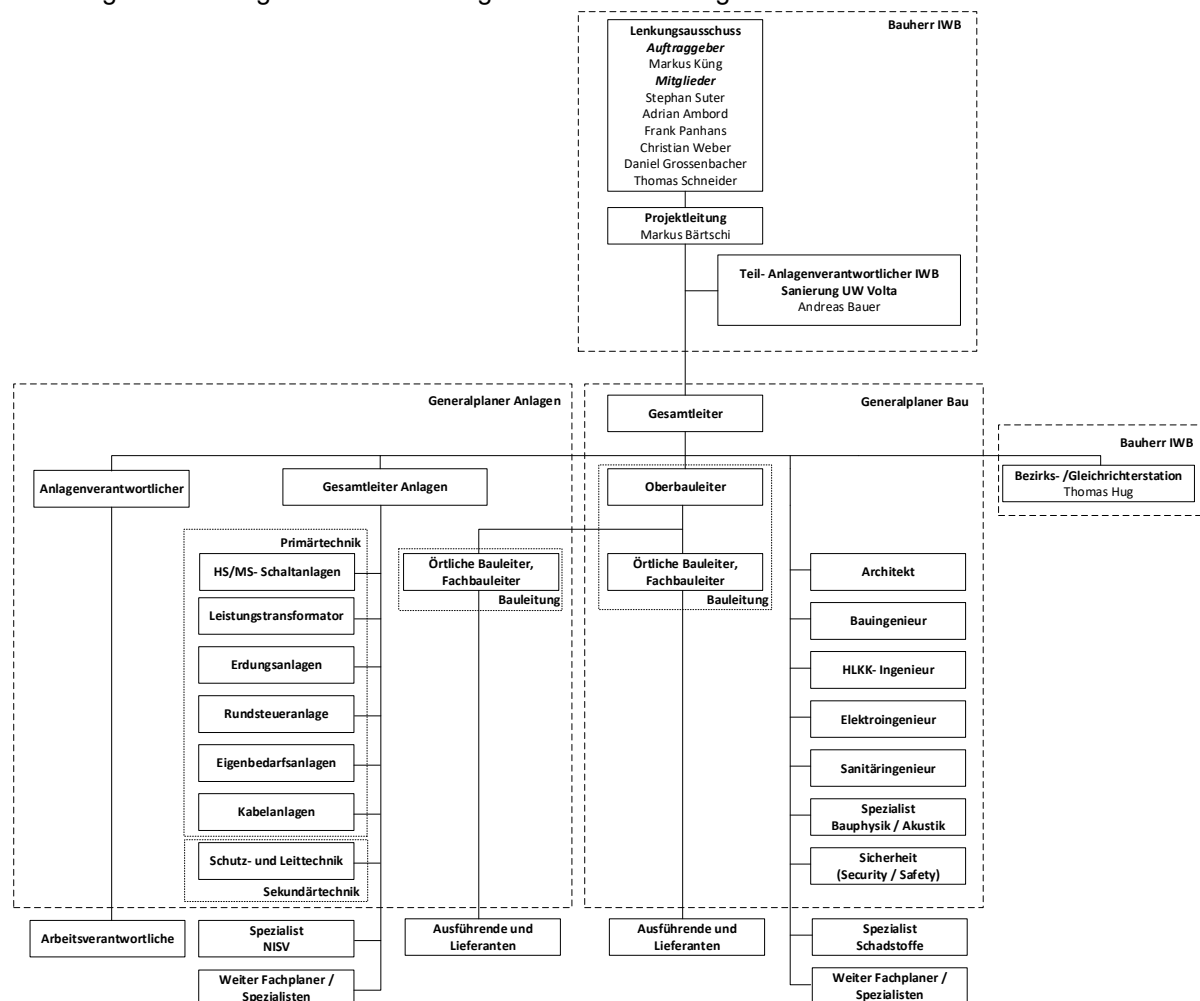 Bauherr IWB
Lenkungsausschuss
Auftraggeber
Markus Küng
Mitglieder
Stephan Suter
Adrian Ambord
Frank Panhans
Christian Weber
Daniel Grossenbacher
Thomas Schneider
Projektleitung
Markus Bärtschi
Teil- Anlagenverantwortlicher IWB
Sanierung UW Volta
Andreas Bauer
Generalplaner Anlagen
Generalplaner Bau
Gesamtleiter
Bauherr IWB
Anlagenverantwortlicher
Gesamtleiter Anlagen
Oberbauleiter
Bezirks- /Gleichrichterstation
Thomas Hug
Primärtechnik
HS/MS- Schaltanlagen
Örtliche Bauleiter,
Fachbauleiter
Bauleitung
Örtliche Bauleiter,
Fachbauleiter
Bauleitung
Architekt
Leistungstransformator
Bauingenieur
Erdungsanlagen
HLKK- Ingenieur
Rundsteueranlage
Elektroingenieur
Eigenbedarfsanlagen
Sanitäringenieur
Kabelanlagen
Spezialist
Bauphysik / Akustik
Schutz- und Leittechnik
Sekundärtechnik
Sicherheit
(Security / Safety)
Arbeitsverantwortliche
Spezialist
NISV
Ausführende und
Lieferanten
Ausführende und
Lieferanten
Spezialist
Schadstoffe
Weiter Fachplaner /
Spezialisten
Weiter Fachplaner /
Spezialisten